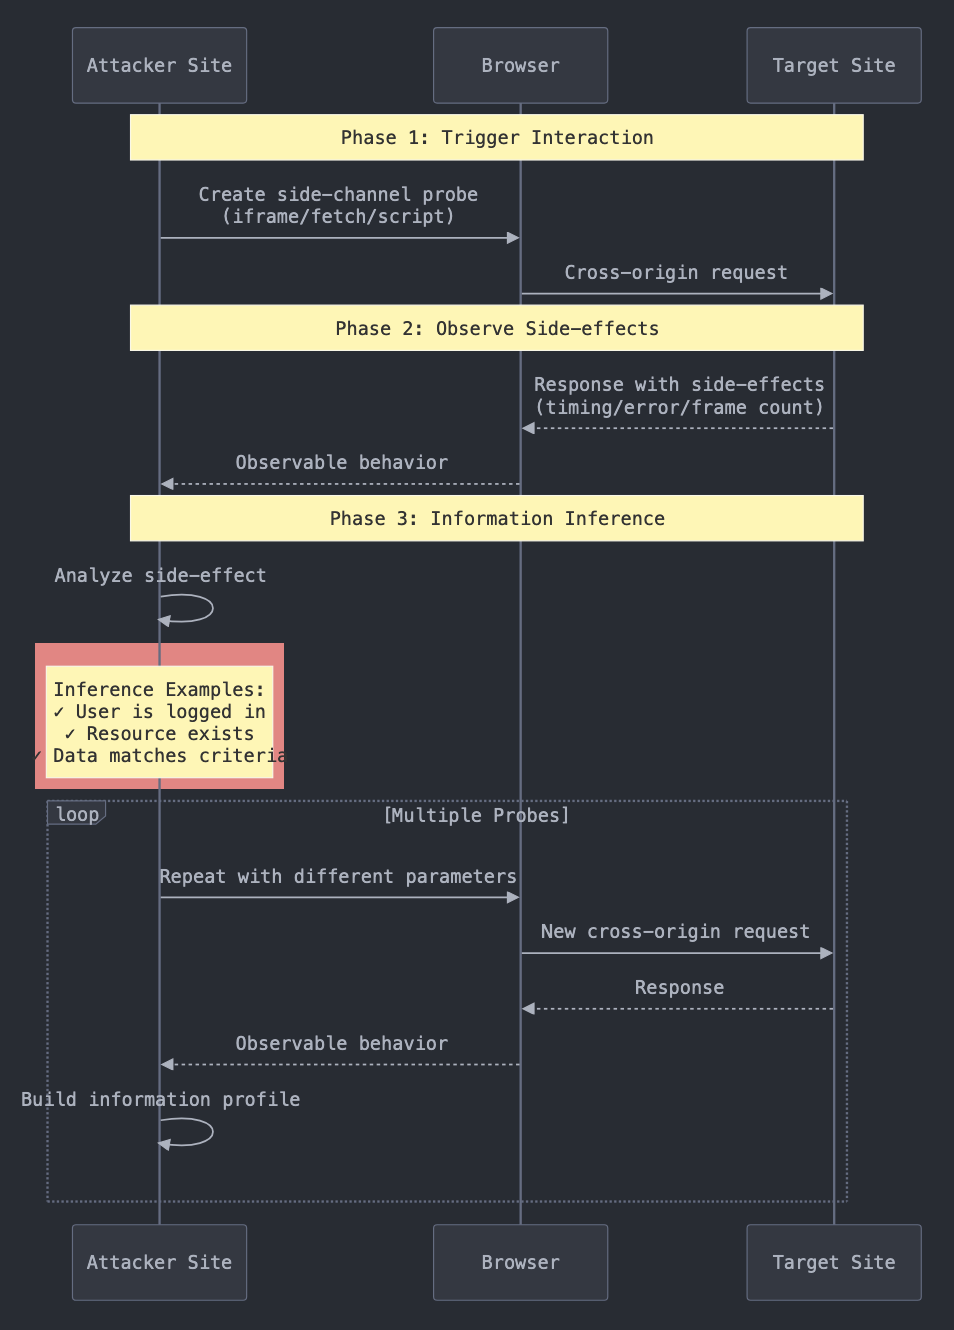 Attacker Site
Browser
Target Site
Phase 1: Trigger Interaction
Create side-channel probe
(iframe/fetch/script)
Cross-origin request
Phase 2: Observe Side-effects
Response with side-effects
(timing/error/frame count)
Observable behavior
Phase 3: Information Inference
Analyze side-effect
Inference Examples:
✓ User is logged in
✓ Resource exists
✓ Data matches criteria
loop
[Multiple Probes]
Repeat with different parameters
New cross-origin request
Response
Observable behavior
Build information profile
Attacker Site
Browser
Target Site